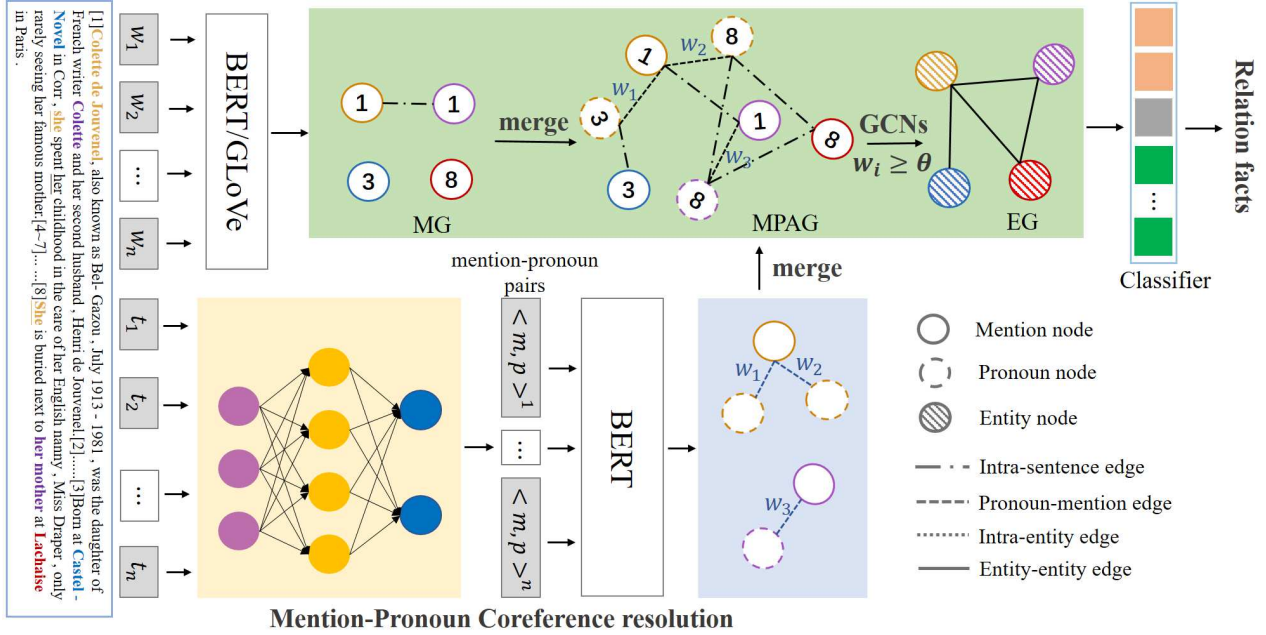 [1]Colette de Jouvenel, also known as Bel- Gazou , July 1913 - 1981 , was the daughter of
French writer Colette and her second husband , Henri de Jouvenel.[2]......[3]Born at Castel -
Novel in Corr , she spent her childhood in the care of her English nanny , Miss Draper , only
rarely seeing her famous mother.[4~7]... ...[8]She is buried next to her mother at Lachaise
in Paris .
w1
w2
...
wn
t1
t2
...
tn
BERT/GLoVe
1
1
3
8
MG
merge
1
w2
8
w1
3
1
w3
8
3
8
MPAG
GCNs
wi ≥ θ
EG
Classifier
...
Relation facts
merge
mention-pronoun
pairs
< m, p >1
...
< m, p >n
BERT
w1
w2
w3
Mention node
Pronoun node
Entity node
Intra-sentence edge
Pronoun-mention edge
Intra-entity edge
Entity-entity edge
Mention-Pronoun Coreference resolution